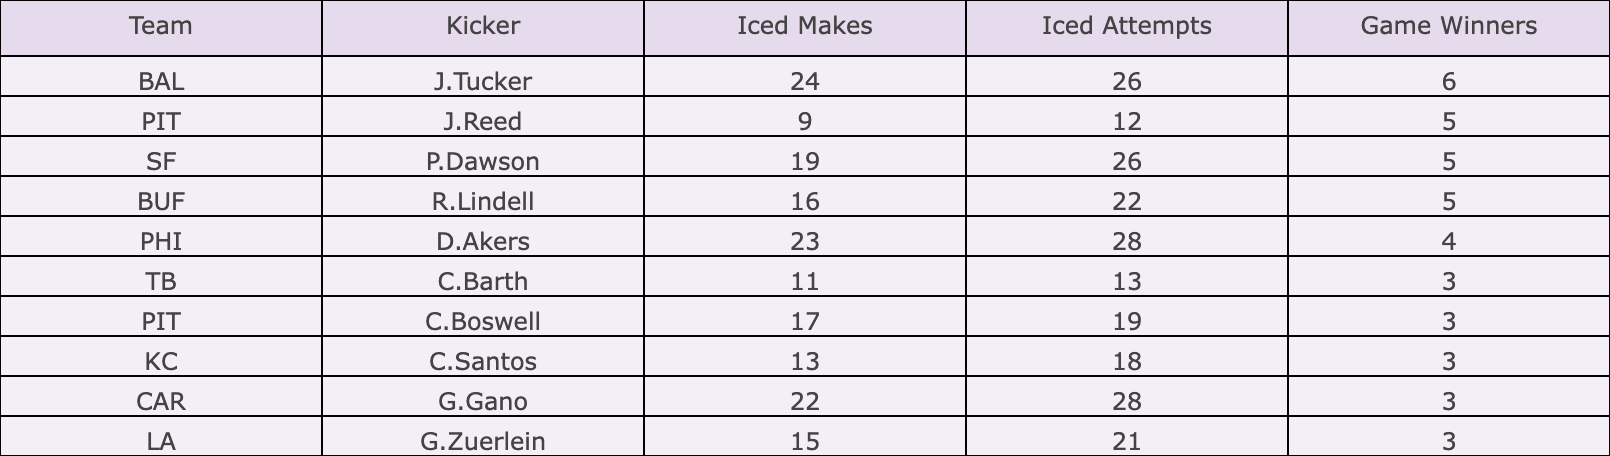 Team Kicker Iced Makes Iced Attempts Game Winners
BAL J.Tucker 24 26 6
PIT J.Reed 9 12 5
SF P.Dawson 19 26 5
BUF R.Lindell 16 22 5
PHI D.Akers 23 28 4
TB C.Barth 11 13 3
PIT C.Boswell 17 19 3
KC C.Santos 13 18 3
CAR G.Gano 22 28 3
LA G.Zuerlein 15 21 3